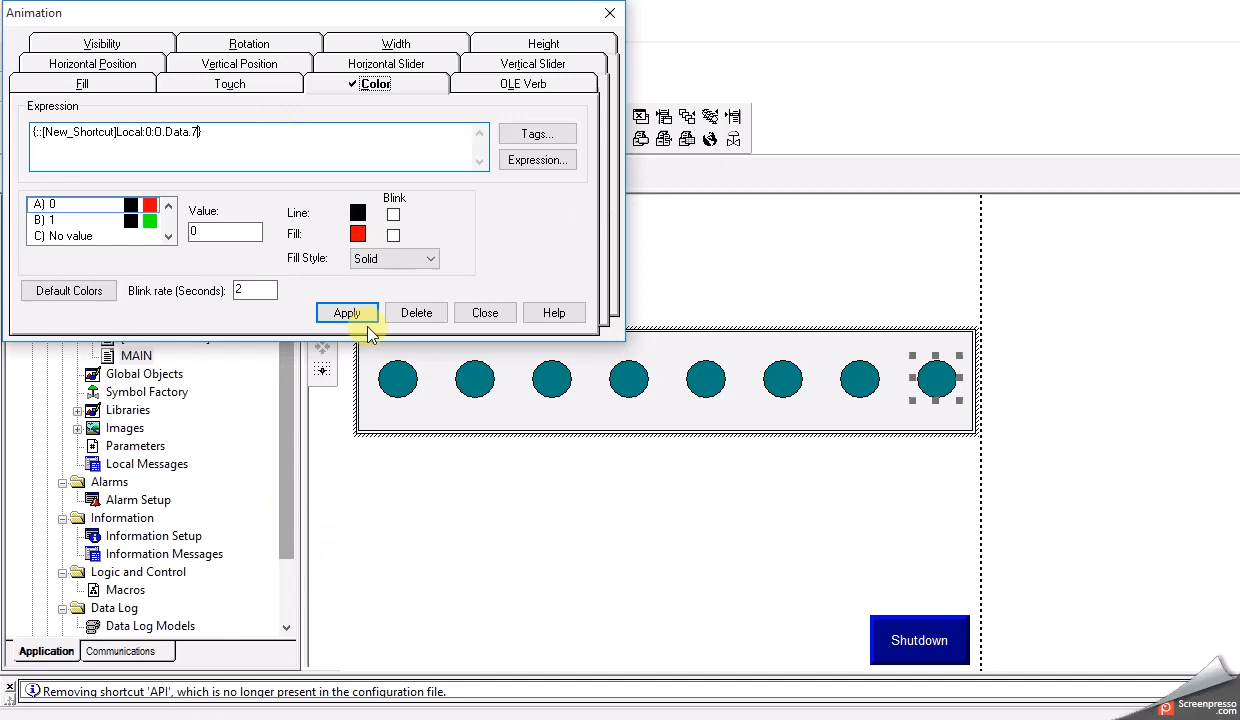 Animation
Visibility Rotation Width Height
Horizontal Position Vertical Position Horizontal Slider Vertical Slider
Fill Touch Color OLE Verb
Expression
{::[New_Shortcut]Local:0:O.Data.7}
Tags...
Expression...
A) 0
B) 1
C) No value
Value:
0
Blink
Line:
Fill:
Fill Style: Solid
Default Colors Blink rate (Seconds): 2
Apply Delete Close Help
MAIN
Global Objects
Symbol Factory
Libraries
Images
Parameters
Local Messages
Alarms
Alarm Setup
Information
Information Setup
Information Messages
Logic and Control
Macros
Data Log
Data Log Models
Application Communications
Shutdown
Removing shortcut 'API', which is no longer present in the configuration file.
Screenpresso
.com